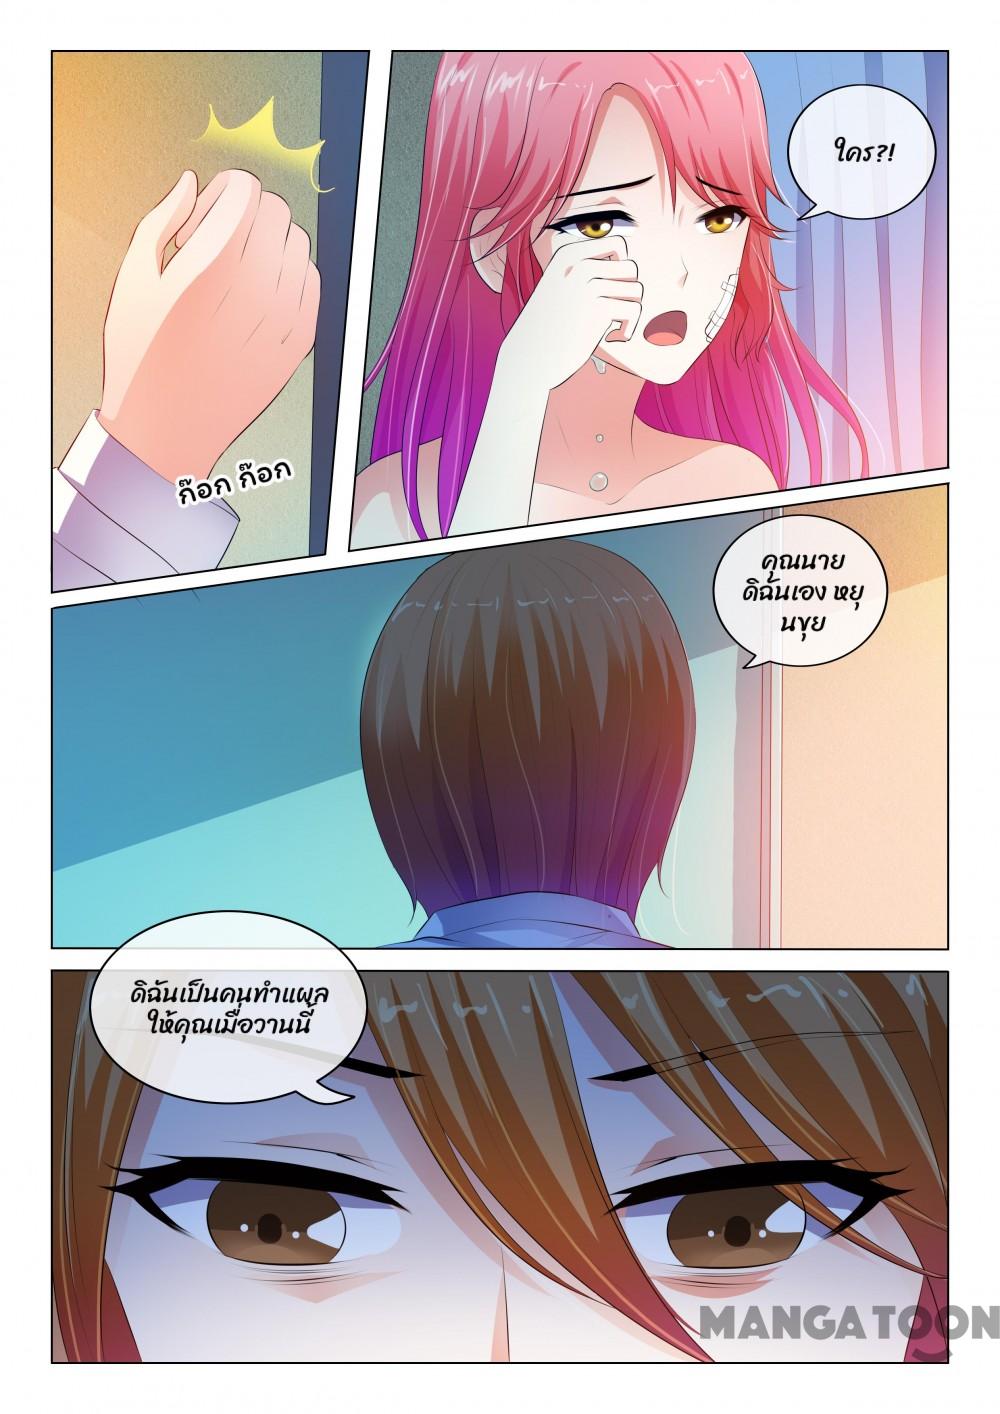 ใคร?!
ก๊อก ก๊อก
คุณนาย
ดิฉันเอง หยุ
นขุย
ดิฉันเป็นคนทำแผล
ให้คุณเมื่อวานนี้
MANGATOON